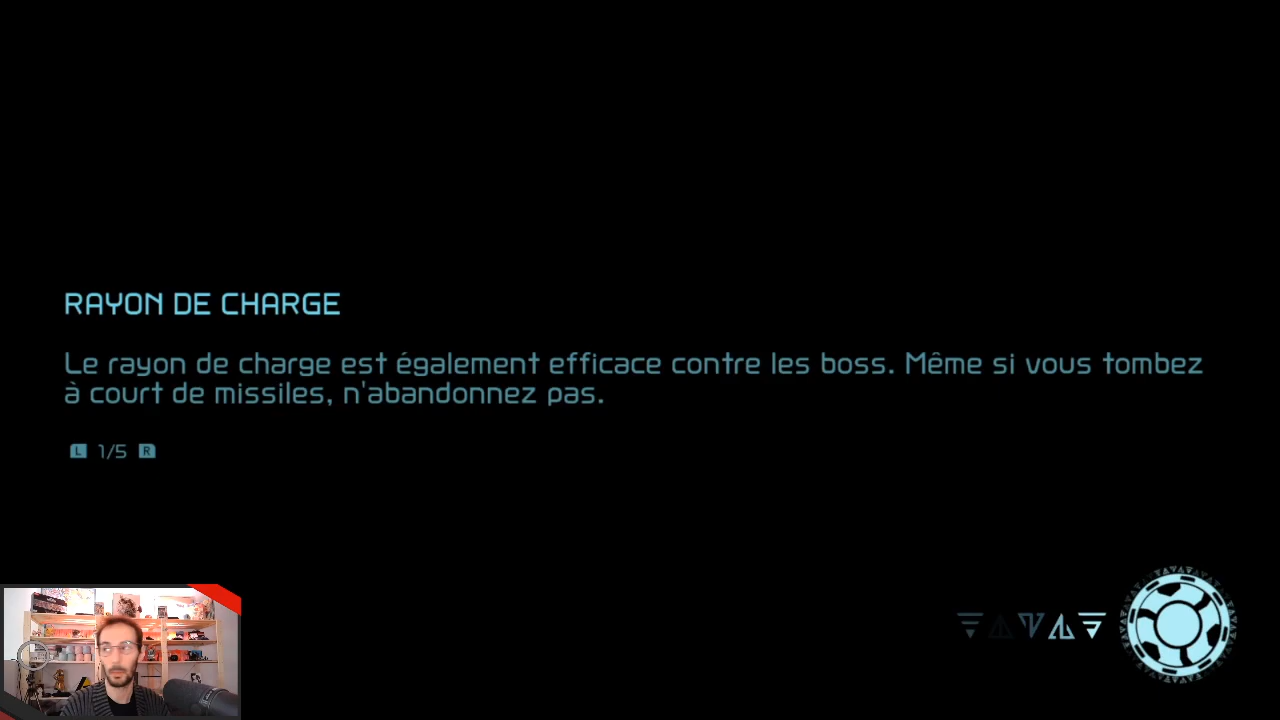 RAYON DE CHARGE
Le rayon de charge est également efficace contre les boss. Même si vous tombez
à court de missiles, n'abandonnez pas.
L 1/5 R